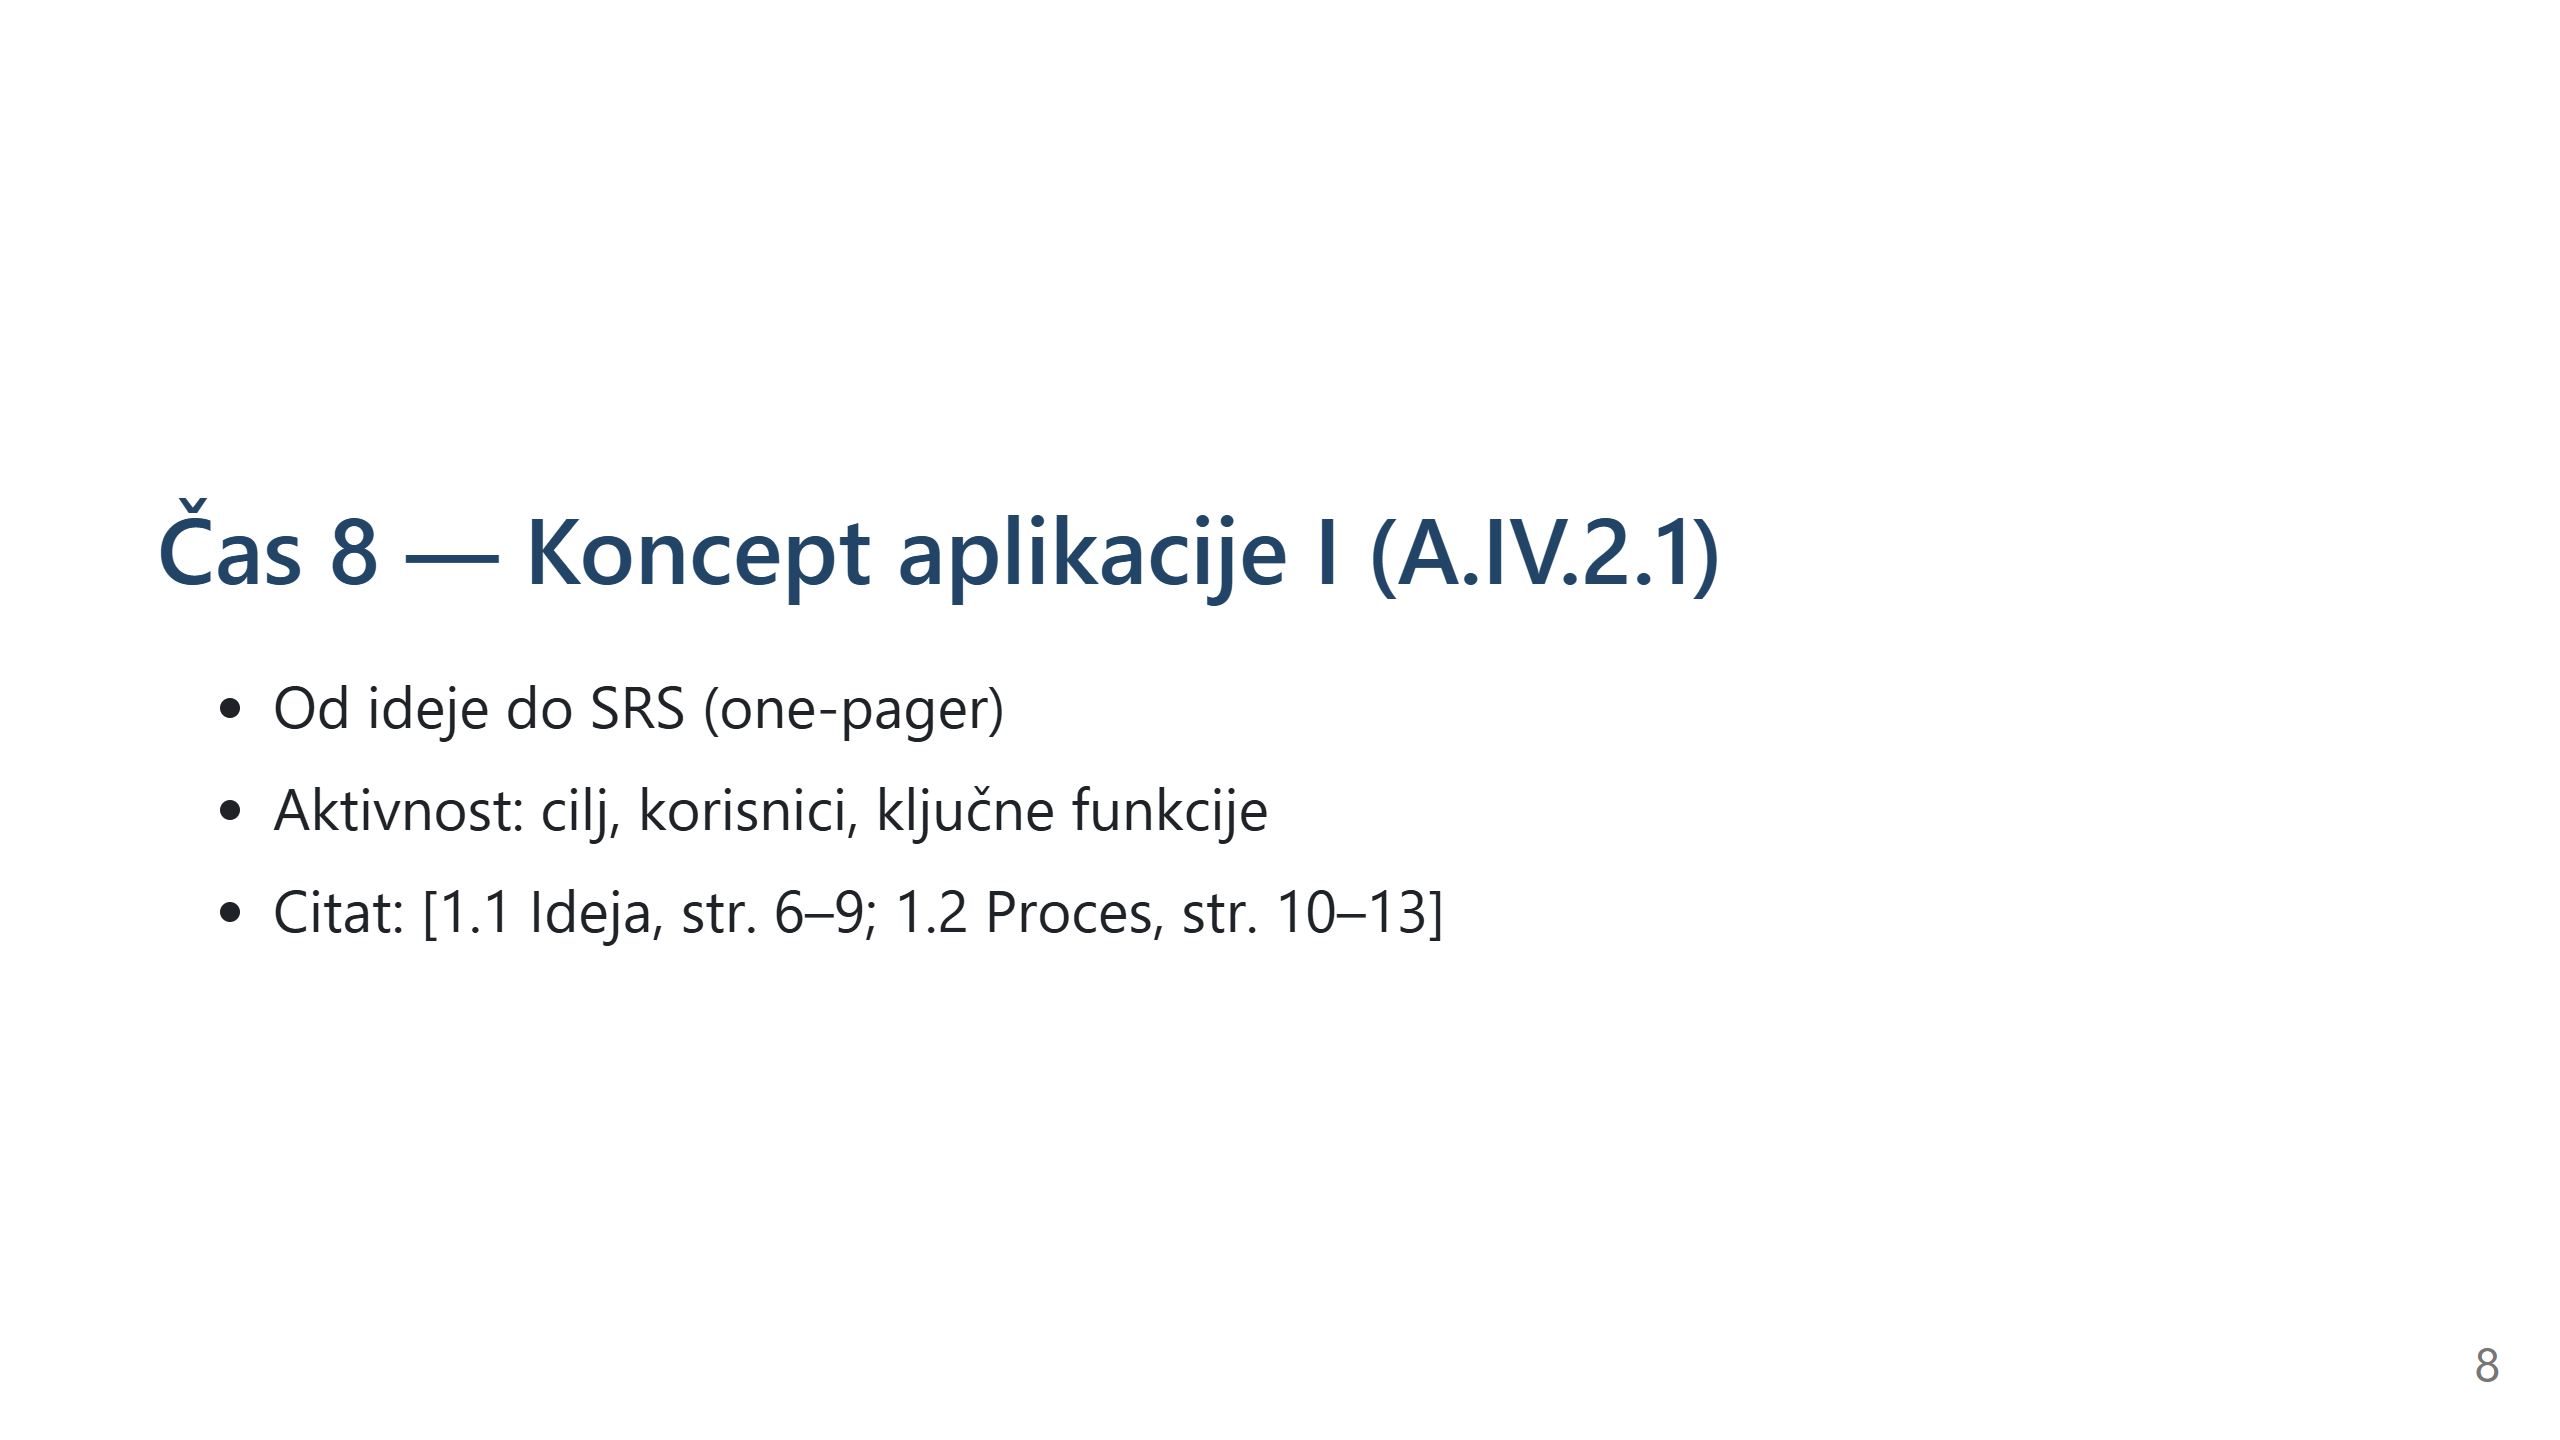 Čas 8 — Koncept aplikacije I (A.IV.2.1)
• Od ideje do SRS (one-pager)
• Aktivnost: cilj, korisnici, ključne funkcije
• Citat: [1.1 Ideja, str. 6–9; 1.2 Proces, str. 10–13]
8